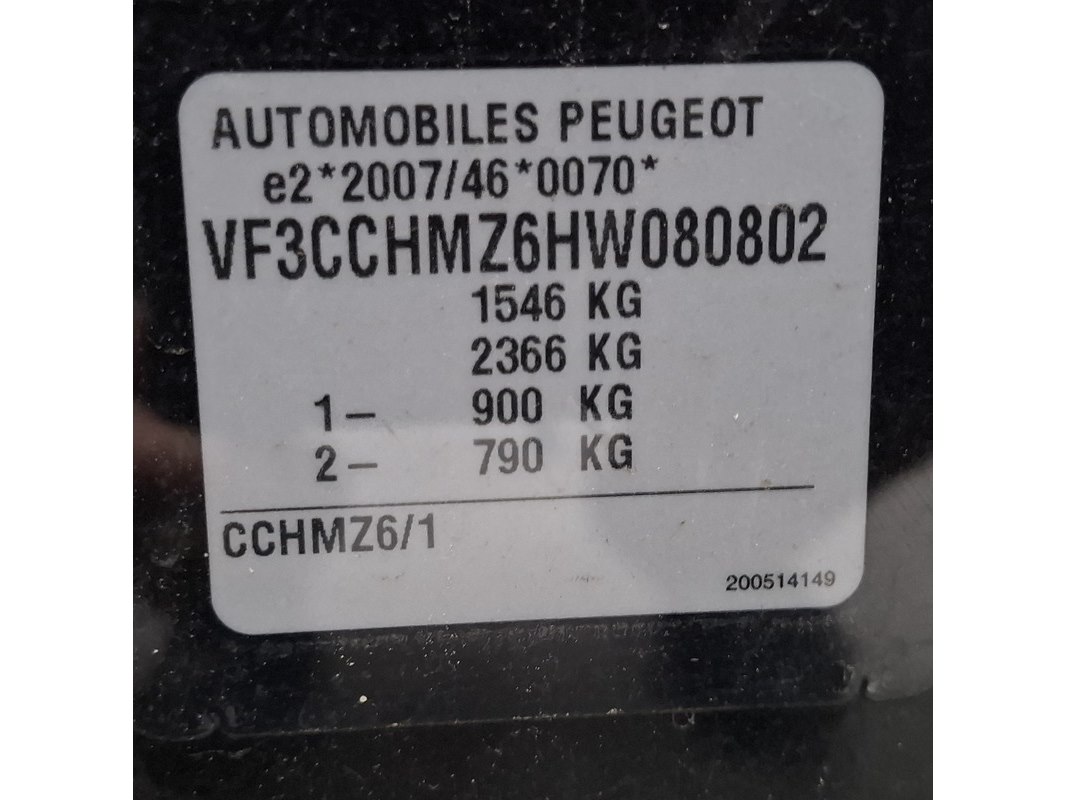 AUTOMOBILES PEUGEOT
e2*2007/46*0070*
VF3CCHMZ6HW080802
1546 KG
2366 KG
1– 900 KG
2– 790 KG
CCHMZ6/1
200514149